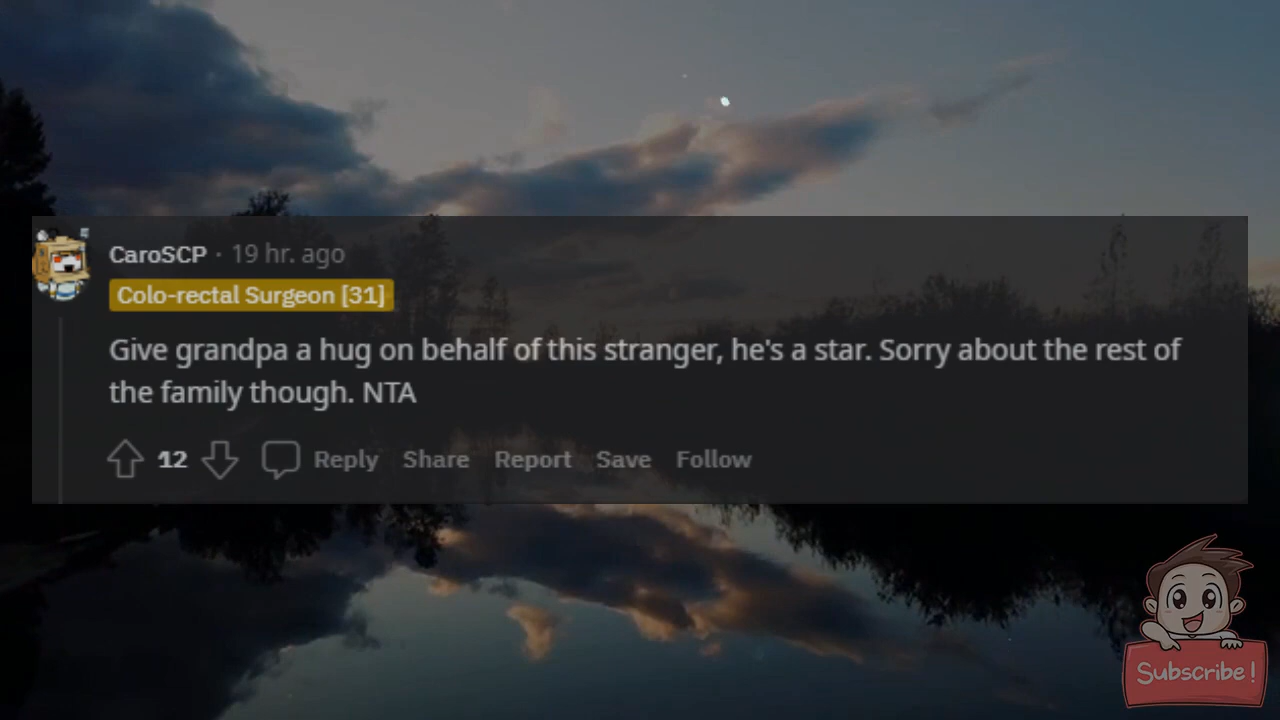 CaroSCP · 19 hr. ago
Colo-rectal Surgeon [31]
Give grandpa a hug on behalf of this stranger, he's a star. Sorry about the rest of
the family though. NTA
12 Reply Share Report Save Follow
Subscribe!